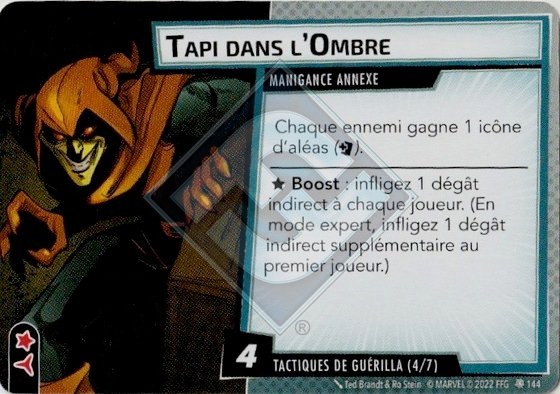 TAPI DANS L'OMBRE
MANIGANCE ANNEXE
Chaque ennemi gagne 1 icône
d'aléas ( ).
★ Boost : infligez 1 dégât
indirect à chaque joueur. (En
mode expert, infligez 1 dégât
indirect supplémentaire au
premier joueur.)
4
TACTIQUES DE GUÉRILLA (4/7)
Ted Brandt & Ro Stein © MARVEL © 2022 FFG 144
®